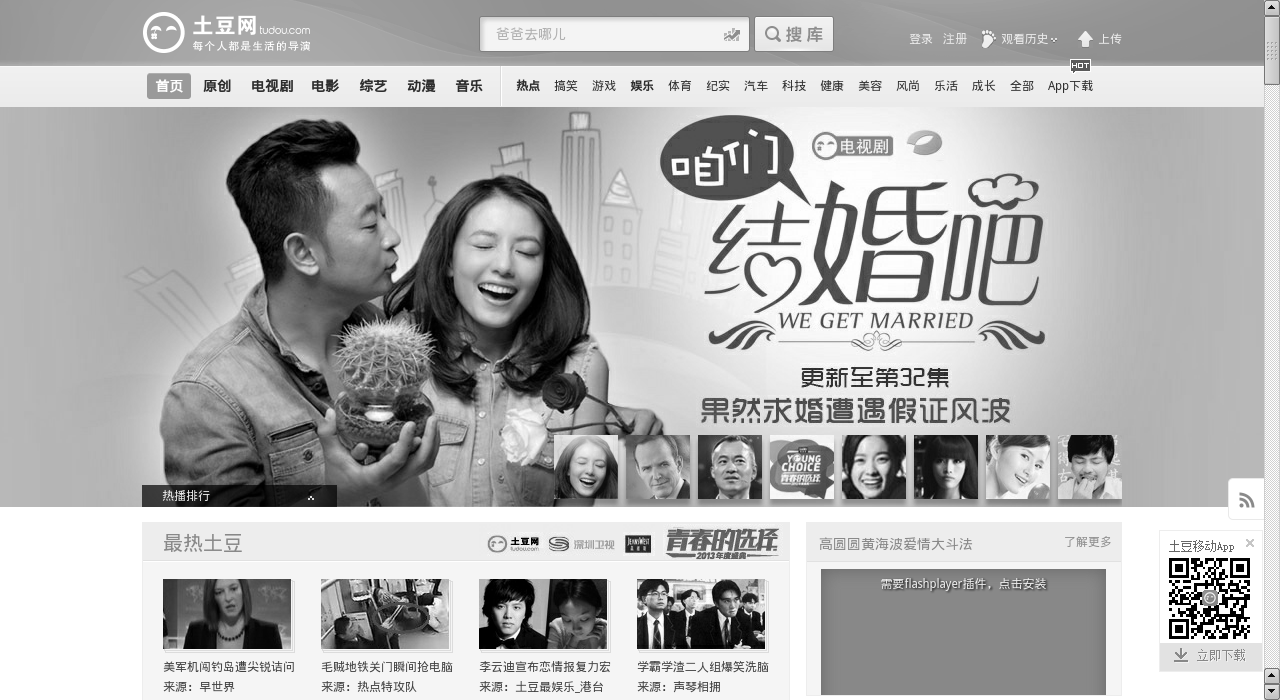 土豆网 tudou.com
每个人都是生活的导演
爸爸去哪儿
搜库
登录 注册 观看历史 上传
HOT
首页 原创 电视剧 电影 综艺 动漫 音乐 热点 搞笑 游戏 娱乐 体育 纪实 汽车 科技 健康 美容 风尚 乐活 成长 全部 App下载
电视剧
咱们
结婚吧
WE GET MARRIED
更新至第32集
果然求婚遭遇假证风波
YOUNG
CHOICE
青春的选择
热播排行
最热土豆
土豆网 深圳卫视
青春的选择
2013年度盛典
高圆圆黄海波爱情大斗法 了解更多
需要flashplayer插件，点击安装
土豆移动App
立即下载
美军机闯钓岛遭尖锐诘问 毛贼地铁关门瞬间抢电脑 李云迪宣布恋情报复力宏 学霸学渣二人组爆笑洗脑
来源：早世界 来源：热点特攻队 来源：土豆最娱乐_港台 来源：声琴相拥